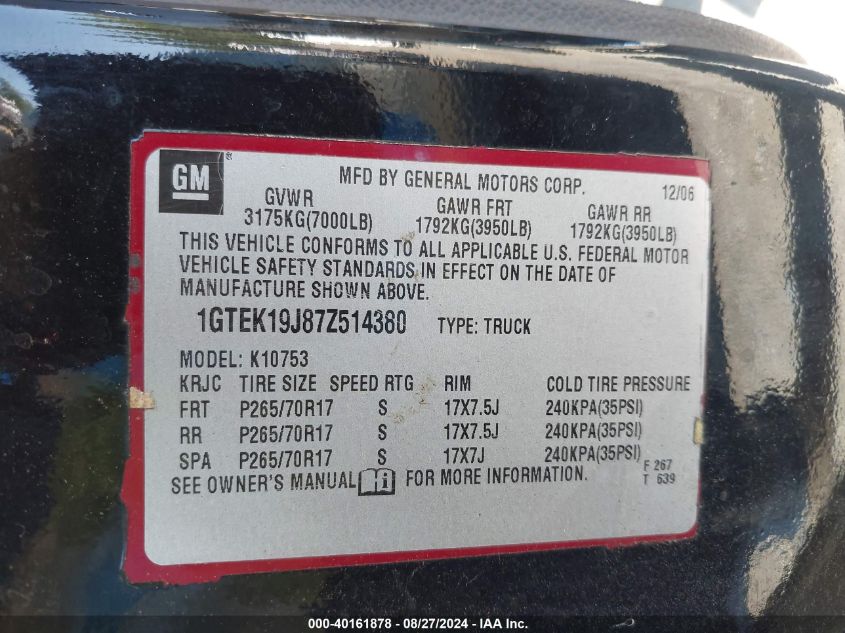 GM ®
MFD BY GENERAL MOTORS CORP. 12/06
GVWR GAWR FRT GAWR RR
3175KG(7000LB) 1792KG(3950LB) 1792KG(3950LB)
THIS VEHICLE CONFORMS TO ALL APPLICABLE U.S. FEDERAL MOTOR
VEHICLE SAFETY STANDARDS IN EFFECT ON THE DATE OF
MANUFACTURE SHOWN ABOVE.
1GTEK19J87Z514380 TYPE: TRUCK
MODEL: K10753
KRJC TIRE SIZE SPEED RTG RIM COLD TIRE PRESSURE
FRT P265/70R17 S 17X7.5J 240KPA(35PSI)
RR P265/70R17 S 17X7.5J 240KPA(35PSI)
SPA P265/70R17 S 17X7J 240KPA(35PSI)
F 267
SEE OWNER'S MANUAL i FOR MORE INFORMATION.
T 639
000-40161878 - 08/27/2024 - IAAI.com - Copyright © 2024 IAA, Inc.